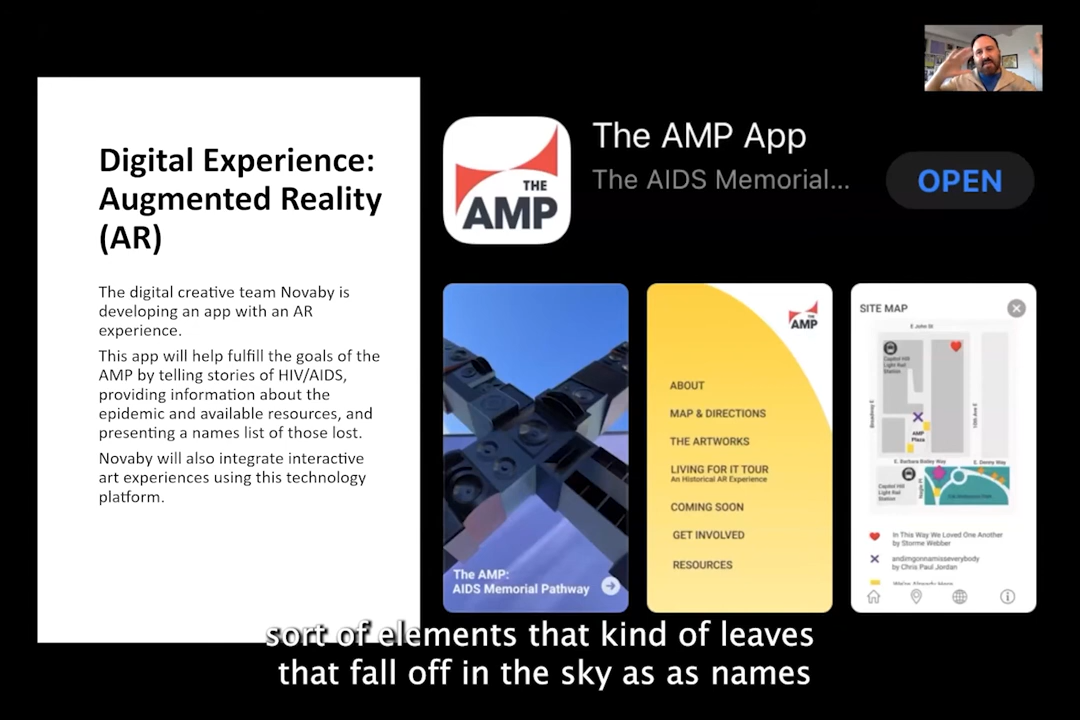 Digital Experience:
Augmented Reality
(AR)
The digital creative team Novaby is
developing an app with an AR
experience.
This app will help fulfill the goals of the
AMP by telling stories of HIV/AIDS,
providing information about the
epidemic and available resources, and
presenting a names list of those lost.
Novaby will also integrate interactive
art experiences using this technology
platform.
THE
AMP
The AMP App
The AIDS Memorial...
OPEN
The AMP:
AIDS Memorial Pathway
THE
AMP
ABOUT
MAP & DIRECTIONS
THE ARTWORKS
LIVING FOR IT TOUR
An Historical AR Experience
COMING SOON
GET INVOLVED
RESOURCES
SITE MAP
E. John St
Capitol Hill
Light Rail
Station
Broadway E
10th Ave E
AMP
Plaza
E. Barbara Bailey Way
E. Denny Way
Capitol Hill
Light Rail
Station
Nagle Pl
In This Way We Loved One Another
by Storme Webber
andimgonnamisseverybody
by Chris Paul Jordan
We're Already Here
sort of elements that kind of leaves
that fall off in the sky as as names